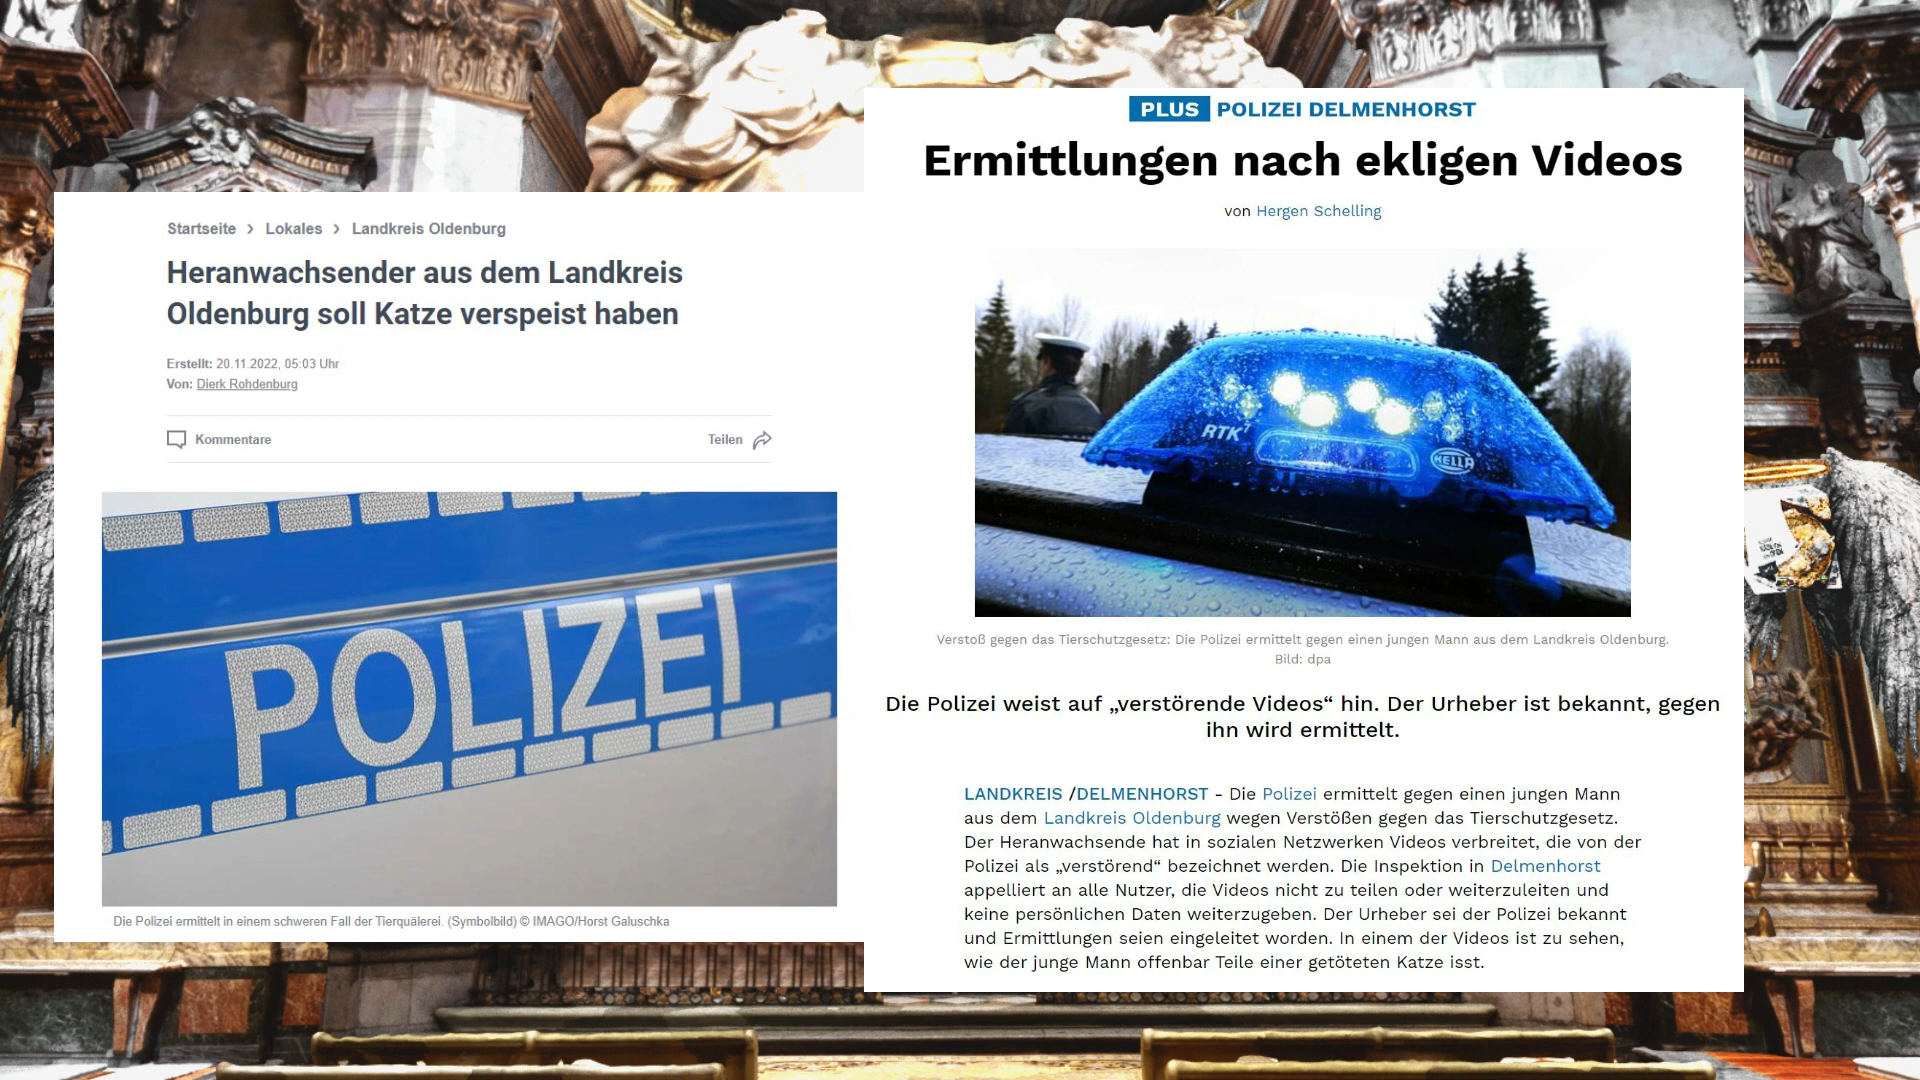 Startseite > Lokales > Landkreis Oldenburg
Heranwachsender aus dem Landkreis
Oldenburg soll Katze verspeist haben
Erstellt: 20.11.2022, 05:03 Uhr
Von: Dierk Rohdenburg
Kommentare
Teilen
POLIZEI
Die Polizei ermittelt in einem schweren Fall der Tierquälerei. (Symbolbild) © IMAGO/Horst Galuschka
PLUS POLIZEI DELMENHORST
Ermittlungen nach ekligen Videos
von Hergen Schelling
RTK 7
HELLA
Verstoß gegen das Tierschutzgesetz: Die Polizei ermittelt gegen einen jungen Mann aus dem Landkreis Oldenburg.
Bild: dpa
Die Polizei weist auf „verstörende Videos“ hin. Der Urheber ist bekannt, gegen
ihn wird ermittelt.
LANDKREIS /DELMENHORST - Die Polizei ermittelt gegen einen jungen Mann
aus dem Landkreis Oldenburg wegen Verstößen gegen das Tierschutzgesetz.
Der Heranwachsende hat in sozialen Netzwerken Videos verbreitet, die von der
Polizei als „verstörend“ bezeichnet werden. Die Inspektion in Delmenhorst
appelliert an alle Nutzer, die Videos nicht zu teilen oder weiterzuleiten und
keine persönlichen Daten weiterzugeben. Der Urheber sei der Polizei bekannt
und Ermittlungen seien eingeleitet worden. In einem der Videos ist zu sehen,
wie der junge Mann offenbar Teile einer getöteten Katze isst.